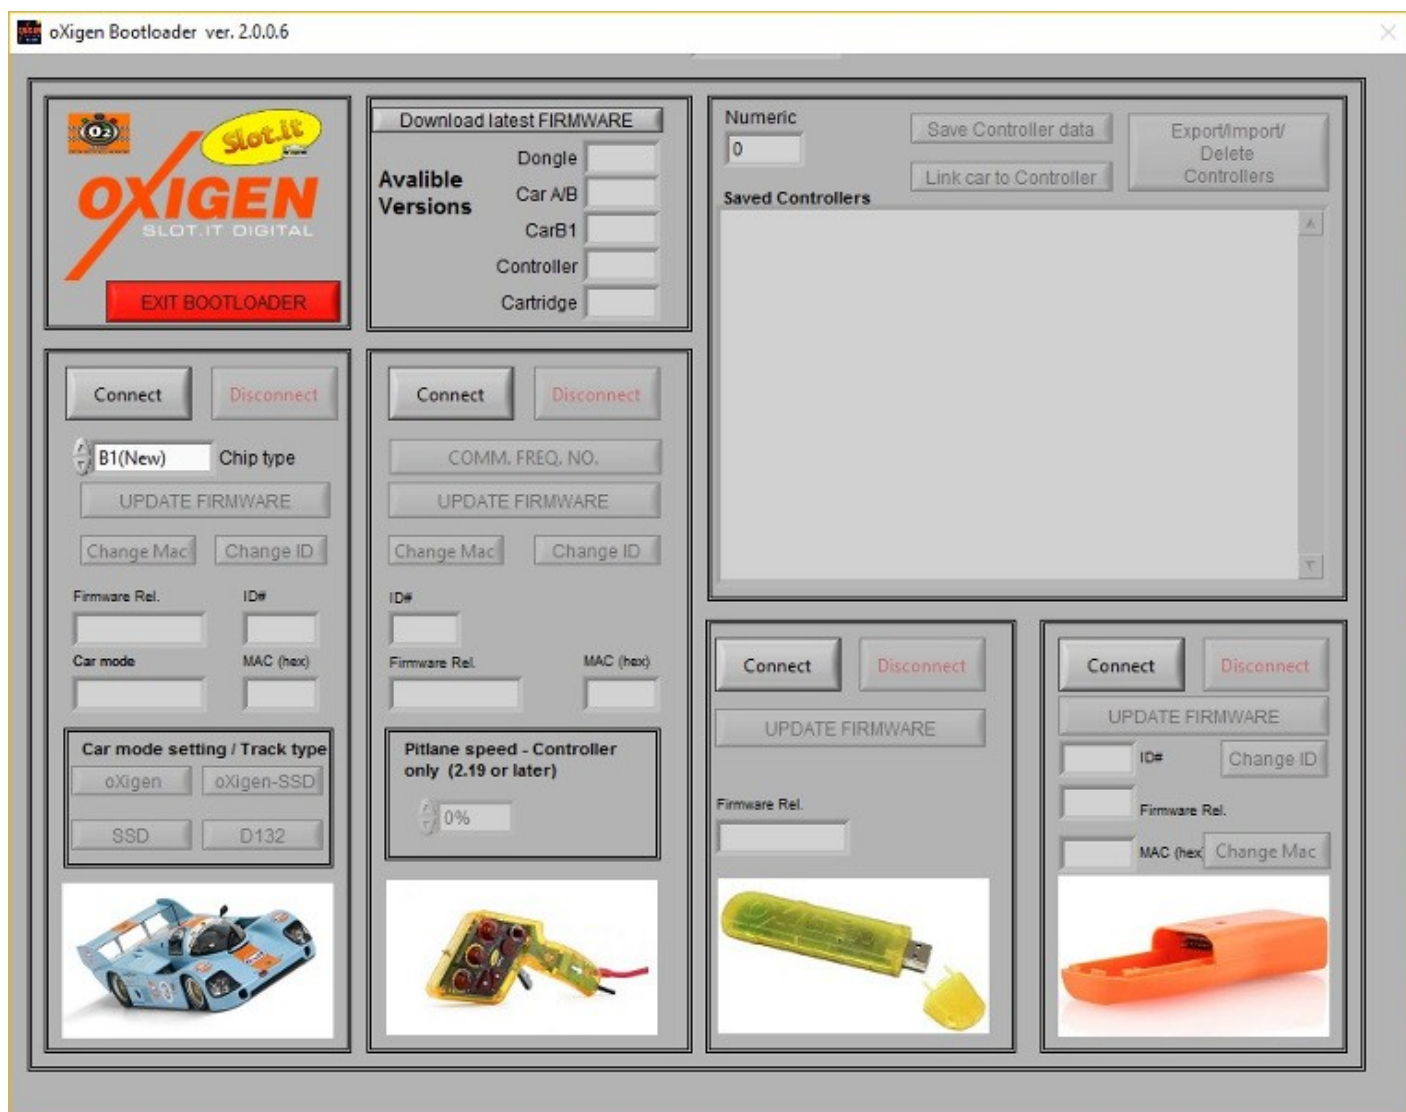 oXigen Bootloader ver. 2.0.0.6
O2
Slot.it
OXIGEN
SLOT.IT DIGITAL
EXIT BOOTLOADER
Download latest FIRMWARE
Avalible
Versions
Dongle
Car A/B
CarB1
Controller
Cartridge
Numeric
0
Save Controller data
Link car to Controller
Export/Import/
Delete
Controllers
Saved Controllers
Connect
Disconnect
B1(New)
Chip type
UPDATE FIRMWARE
Change Mac
Change ID
Firmware Rel.
ID#
Car mode
MAC (hex)
Car mode setting / Track type
oXigen
oXigen-SSD
SSD
D132
Connect
Disconnect
COMM. FREQ. NO.
UPDATE FIRMWARE
Change Mac
Change ID
ID#
Firmware Rel.
MAC (hex)
Pitlane speed - Controller
only (2.19 or later)
0%
Connect
Disconnect
UPDATE FIRMWARE
Firmware Rel.
Connect
Disconnect
UPDATE FIRMWARE
ID#
Change ID
Firmware Rel.
MAC (hex
Change Mac